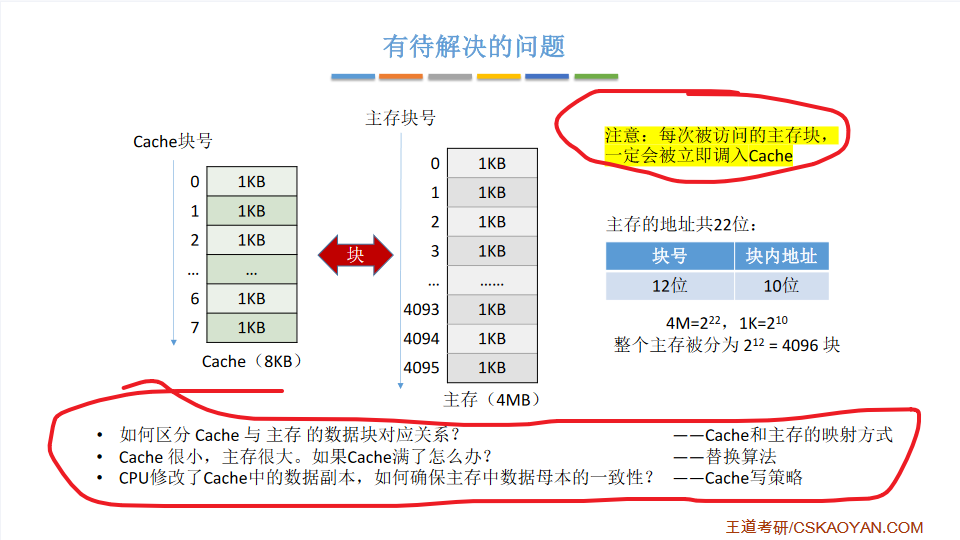 有待解决的问题
Cache块号
主存块号
注意：每次被访问的主存块，
一定会被立即调入Cache
0 1KB
1 1KB
2 1KB
... ...
6 1KB
7 1KB
Cache（8KB）
块
0 1KB
1 1KB
2 1KB
3 1KB
... ......
4093 1KB
4094 1KB
4095 1KB
主存（4MB）
主存的地址共22位：
块号 块内地址
12位 10位
4M=2²²，1K=2¹⁰
整个主存被分为 2¹² = 4096 块
• 如何区分 Cache 与 主存 的数据块对应关系？ ——Cache和主存的映射方式
• Cache 很小，主存很大。如果Cache满了怎么办？ ——替换算法
• CPU修改了Cache中的数据副本，如何确保主存中数据母本的一致性？ ——Cache写策略
王道考研/CSKAOYAN.COM